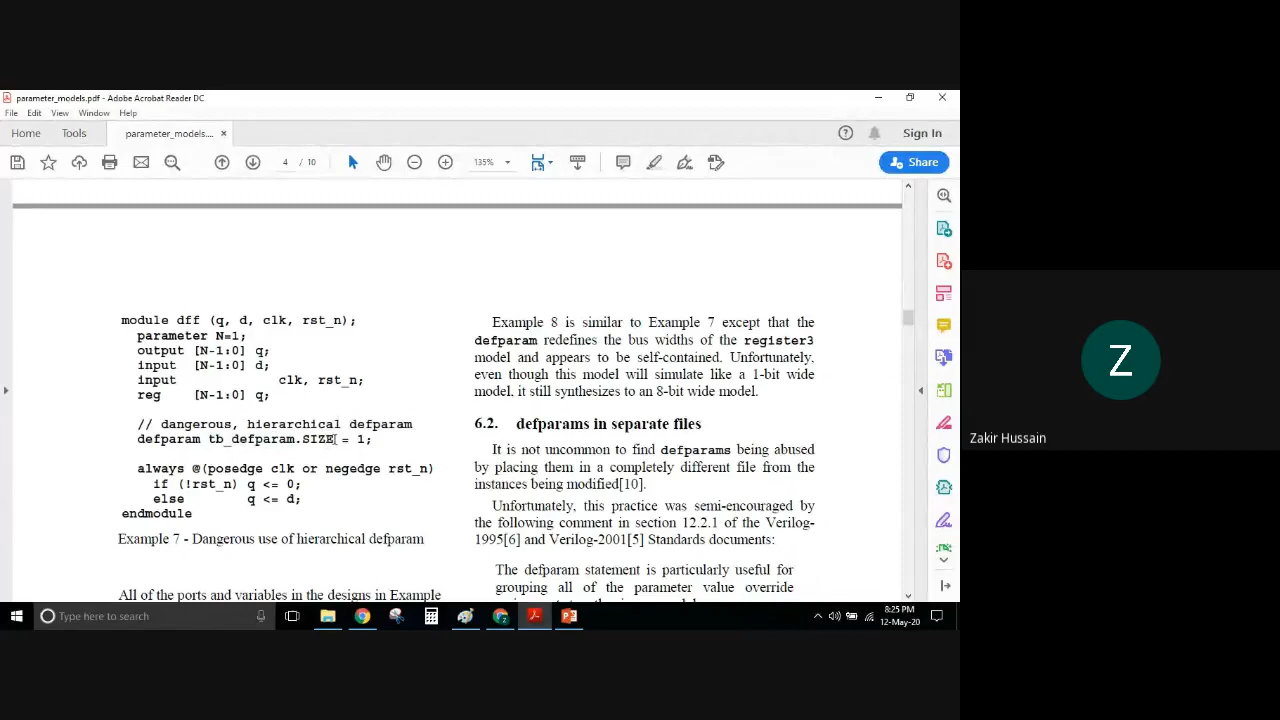 parameter_models.pdf - Adobe Acrobat Reader DC
File Edit View Window Help
Home Tools parameter_models.... × Sign In
4 / 10 135% Share
module dff (q, d, clk, rst_n);
parameter N=1;
output [N-1:0] q;
input [N-1:0] d;
input clk, rst_n;
reg [N-1:0] q;
// dangerous, hierarchical defparam
defparam tb_defparam.SIZE = 1;
always @(posedge clk or negedge rst_n)
if (!rst_n) q <= 0;
else q <= d;
endmodule
Example 7 - Dangerous use of hierarchical defparam
All of the ports and variables in the designs in Example
Example 8 is similar to Example 7 except that the
defparam redefines the bus widths of the register3
model and appears to be self-contained. Unfortunately,
even though this model will simulate like a 1-bit wide
model, it still synthesizes to an 8-bit wide model.
6.2. defparams in separate files
It is not uncommon to find defparams being abused
by placing them in a completely different file from the
instances being modified[10].
Unfortunately, this practice was semi-encouraged by
the following comment in section 12.2.1 of the Verilog-
1995[6] and Verilog-2001[5] Standards documents:
The defparam statement is particularly useful for
grouping all of the parameter value override
Z
Zakir Hussain
Type here to search
8:25 PM
12-May-20